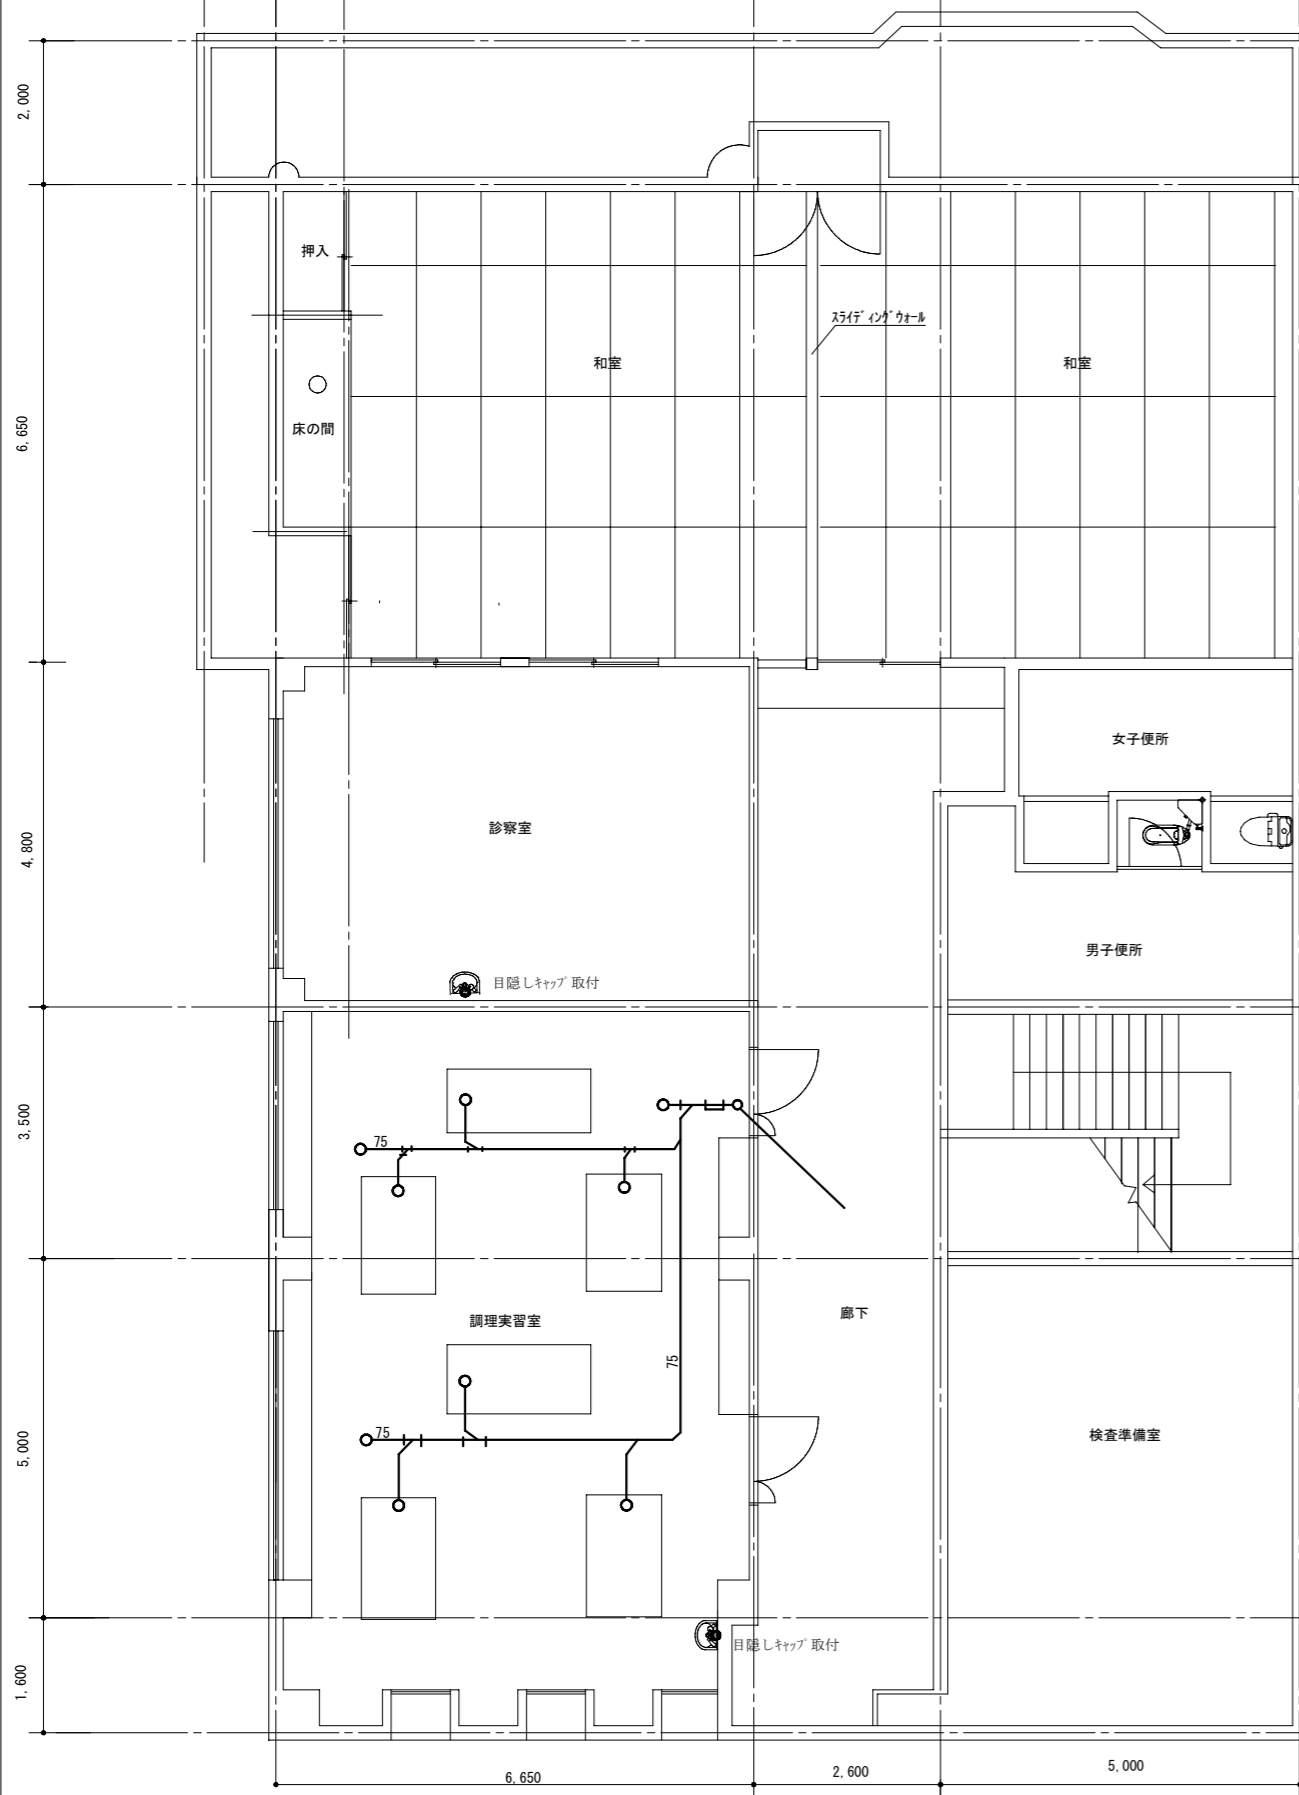 2,000
押入
スライディングウォール
和室
和室
6,650
床の間
女子便所
診察室
4,800
男子便所
目隠しキャップ取付
3,500
75
廊下
調理実習室
75
75
5,000
検査準備室
目隠しキャップ取付
1,600
6,650
2,600
5,000